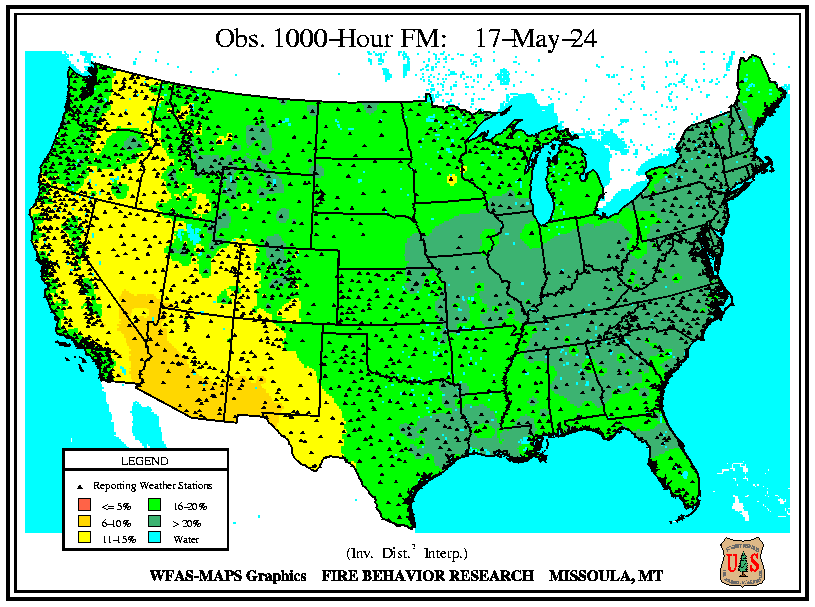 Obs. 1000-Hour FM: 17-May-24
LEGEND
Reporting Weather Stations
<= 5%
16-20%
6-10%
> 20%
11-15%
Water
(Inv. Dist.² Interp.)
WFAS-MAPS Graphics FIRE BEHAVIOR RESEARCH MISSOULA, MT
U S